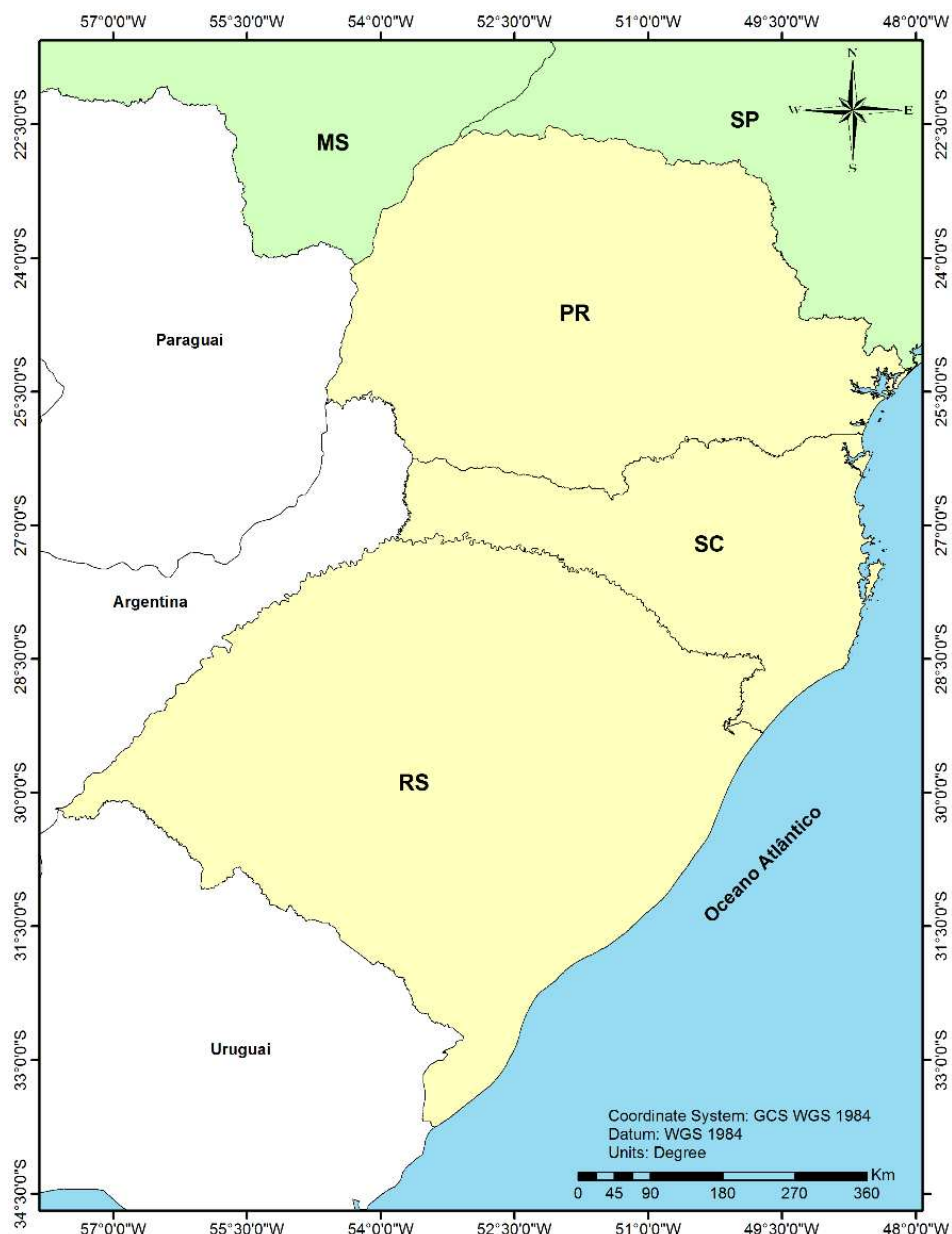 57°0'0"W 55°30'0"W 54°0'0"W 52°30'0"W 51°0'0"W 49°30'0"W 48°0'0"W
N
W E
S
22°30'0"S 22°30'0"S
MS
SP
24°0'0"S 24°0'0"S
PR
Paraguai
25°30'0"S 25°30'0"S
27°0'0"S 27°0'0"S
SC
Argentina
28°30'0"S 28°30'0"S
RS
30°0'0"S 30°0'0"S
Oceano Atlântico
31°30'0"S 31°30'0"S
Uruguai
33°0'0"S 33°0'0"S
Coordinate System: GCS WGS 1984
Datum: WGS 1984
Units: Degree
Km
0 45 90 180 270 360
34°30'0"S 34°30'0"S
57°0'0"W 55°30'0"W 54°0'0"W 52°30'0"W 51°0'0"W 49°30'0"W 48°0'0"W